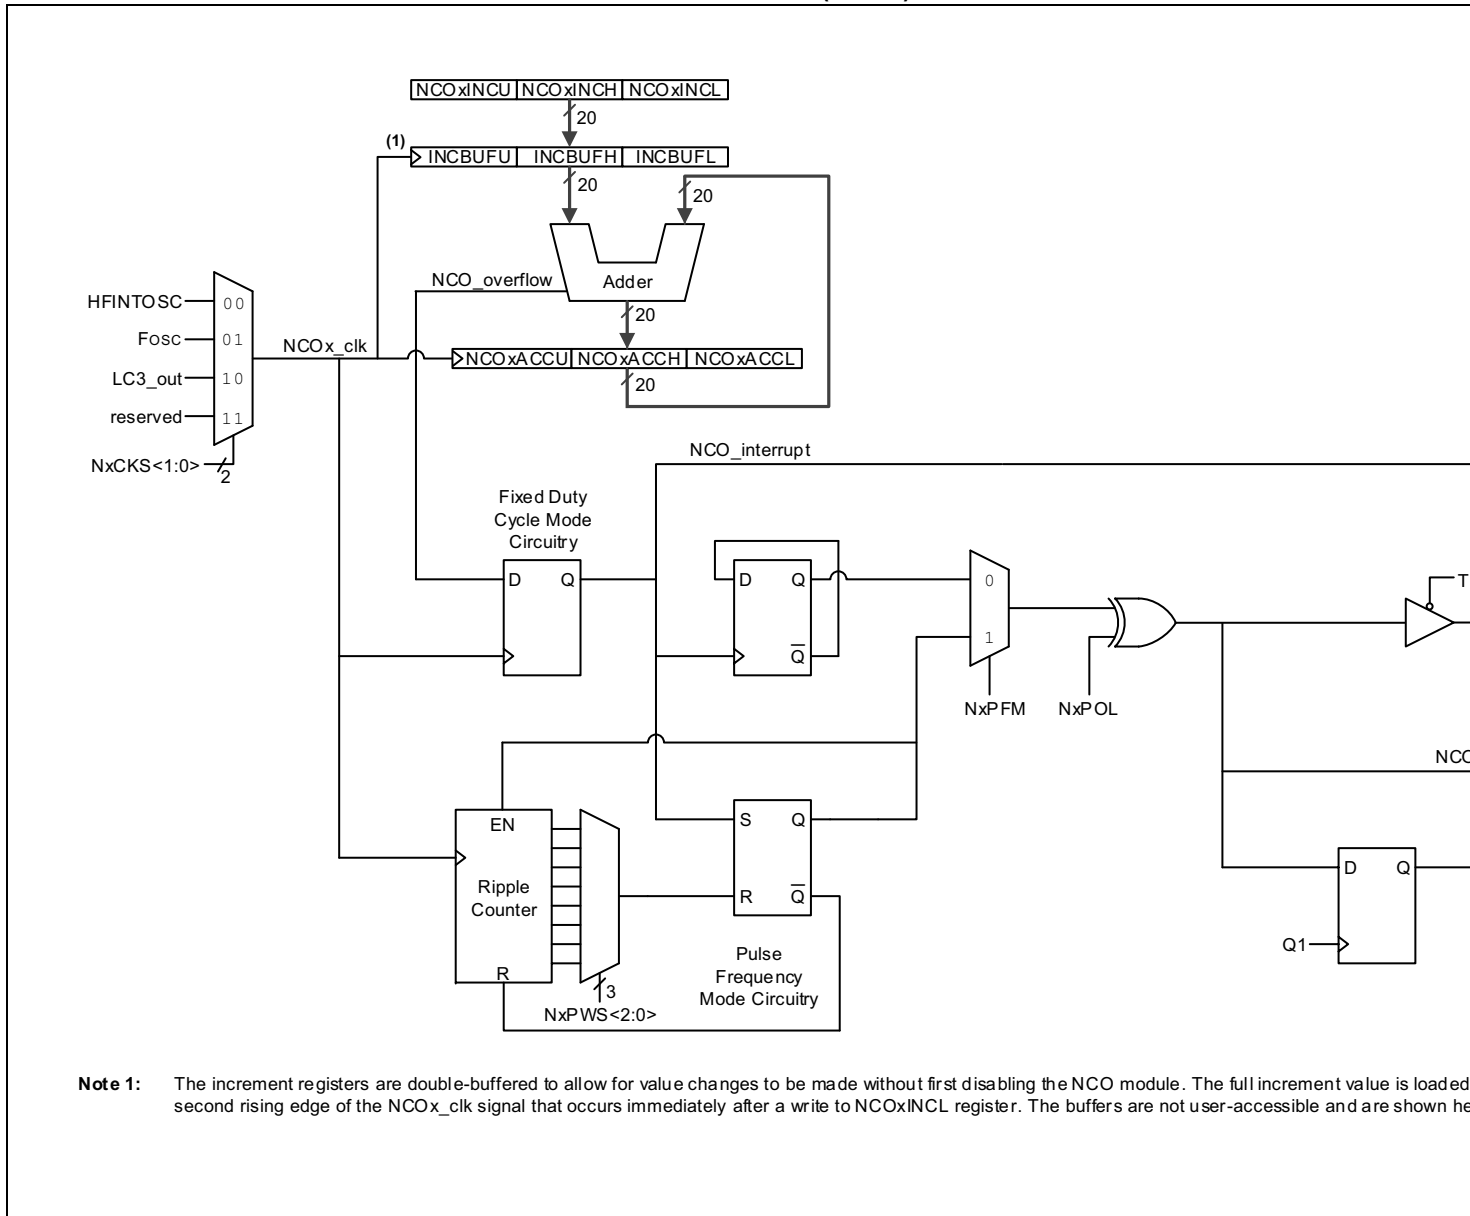 NCOxINCU NCOxINCH NCOxINCL
20
(1)
INCBUFU INCBUFH INCBUFL
20
20
NCO_overflow
Adder
HFINTOSC
00
20
FOSC
01
NCOx_clk
NCOxACCU NCOxACCH NCOxACCL
LC3_out
10
20
reserved
11
NxCKS<1:0>
2
NCO_interrupt
Fixed Duty
Cycle Mode
Circuitry
D Q
D Q
0
T
Q
1
NxPFM
NxPOL
NCO
EN
S Q
Ripple
Counter
R Q
D Q
R
Q1
3
NxPWS<2:0>
Pulse
Frequency
Mode Circuitry
Note 1: The increment registers are double-buffered to allow for value changes to be made without first disabling the NCO module. The full increment value is loaded
second rising edge of the NCOx_clk signal that occurs immediately after a write to NCOxINCL register. The buffers are not user-accessible and are shown he